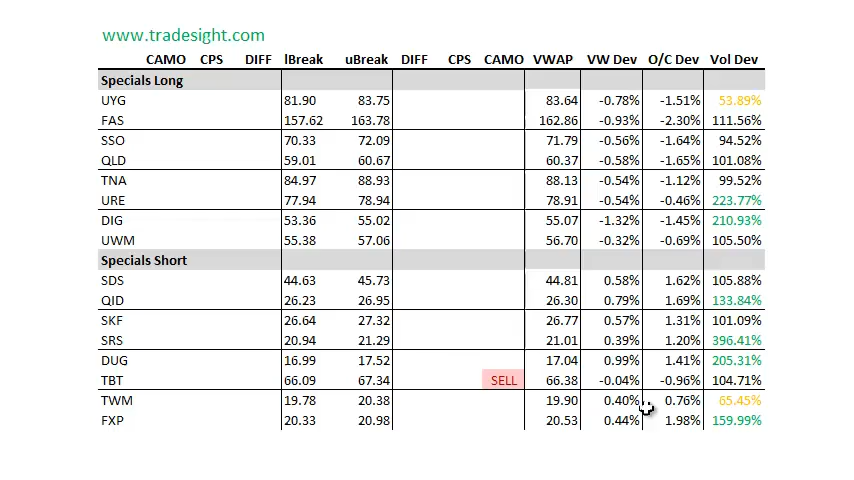 www.tradesight.com
CAMO CPS DIFF lBreak uBreak DIFF CPS CAMO VWAP VW Dev O/C Dev Vol Dev
Specials Long
UYG 81.90 83.75 83.64 -0.78% -1.51% 53.89%
FAS 157.62 163.78 162.86 -0.93% -2.30% 111.56%
SSO 70.33 72.09 71.79 -0.56% -1.64% 94.52%
QLD 59.01 60.67 60.37 -0.58% -1.65% 101.08%
TNA 84.97 88.93 88.13 -0.54% -1.12% 99.52%
URE 77.94 78.94 78.91 -0.54% -0.46% 223.77%
DIG 53.36 55.02 55.07 -1.32% -1.45% 210.93%
UWM 55.38 57.06 56.70 -0.32% -0.69% 105.50%
Specials Short
SDS 44.63 45.73 44.81 0.58% 1.62% 105.88%
QID 26.23 26.95 26.30 0.79% 1.69% 133.84%
SKF 26.64 27.32 26.77 0.57% 1.31% 101.09%
SRS 20.94 21.29 21.01 0.39% 1.20% 396.41%
DUG 16.99 17.52 17.04 0.99% 1.41% 205.31%
TBT 66.09 67.34 SELL 66.38 -0.04% -0.96% 104.71%
TWM 19.78 20.38 19.90 0.40% 0.76% 65.45%
FXP 20.33 20.98 20.53 0.44% 1.98% 159.99%